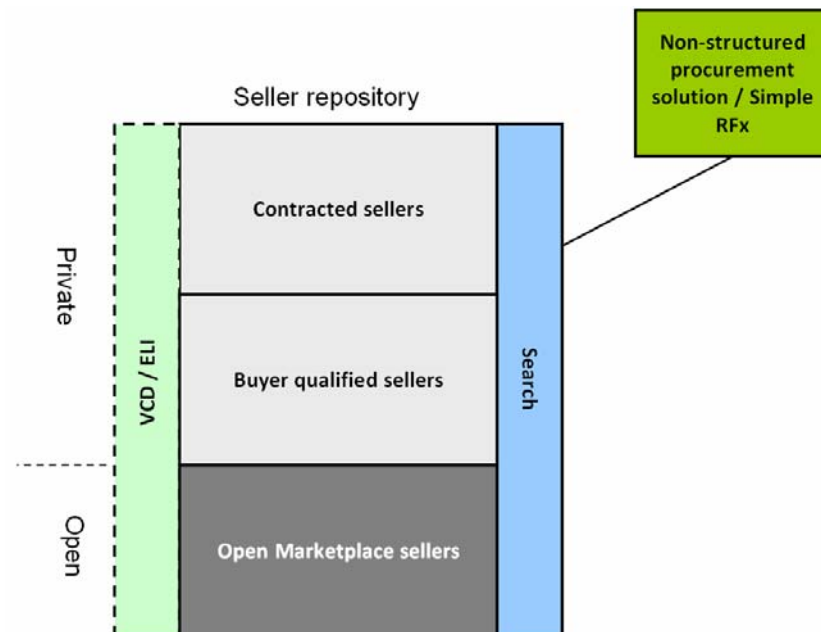 Non-structured
procurement
solution / Simple
RFx
Seller repository
Contracted sellers
Private
Buyer qualified sellers
VCD / ELI
Search
Open
Open Marketplace sellers